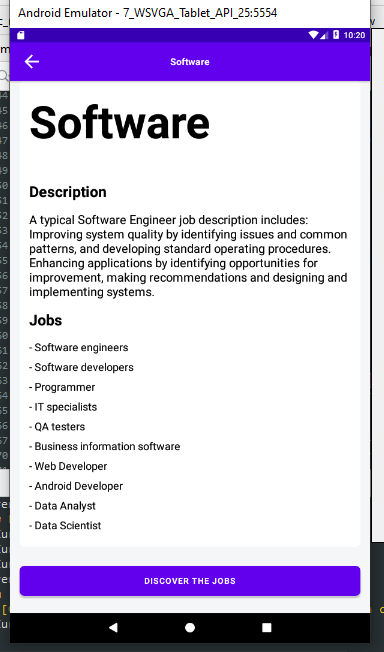 Android Emulator - 7_WSVGA_Tablet_API_25:5554
10:20
Software
Software
Description
A typical Software Engineer job description includes:
Improving system quality by identifying issues and common
patterns, and developing standard operating procedures.
Enhancing applications by identifying opportunities for
improvement, making recommendations and designing and
implementing systems.
Jobs
- Software engineers
- Software developers
- Programmer
- IT specialists
- QA testers
- Business information software
- Web Developer
- Android Developer
- Data Analyst
- Data Scientist
DISCOVER THE JOBS